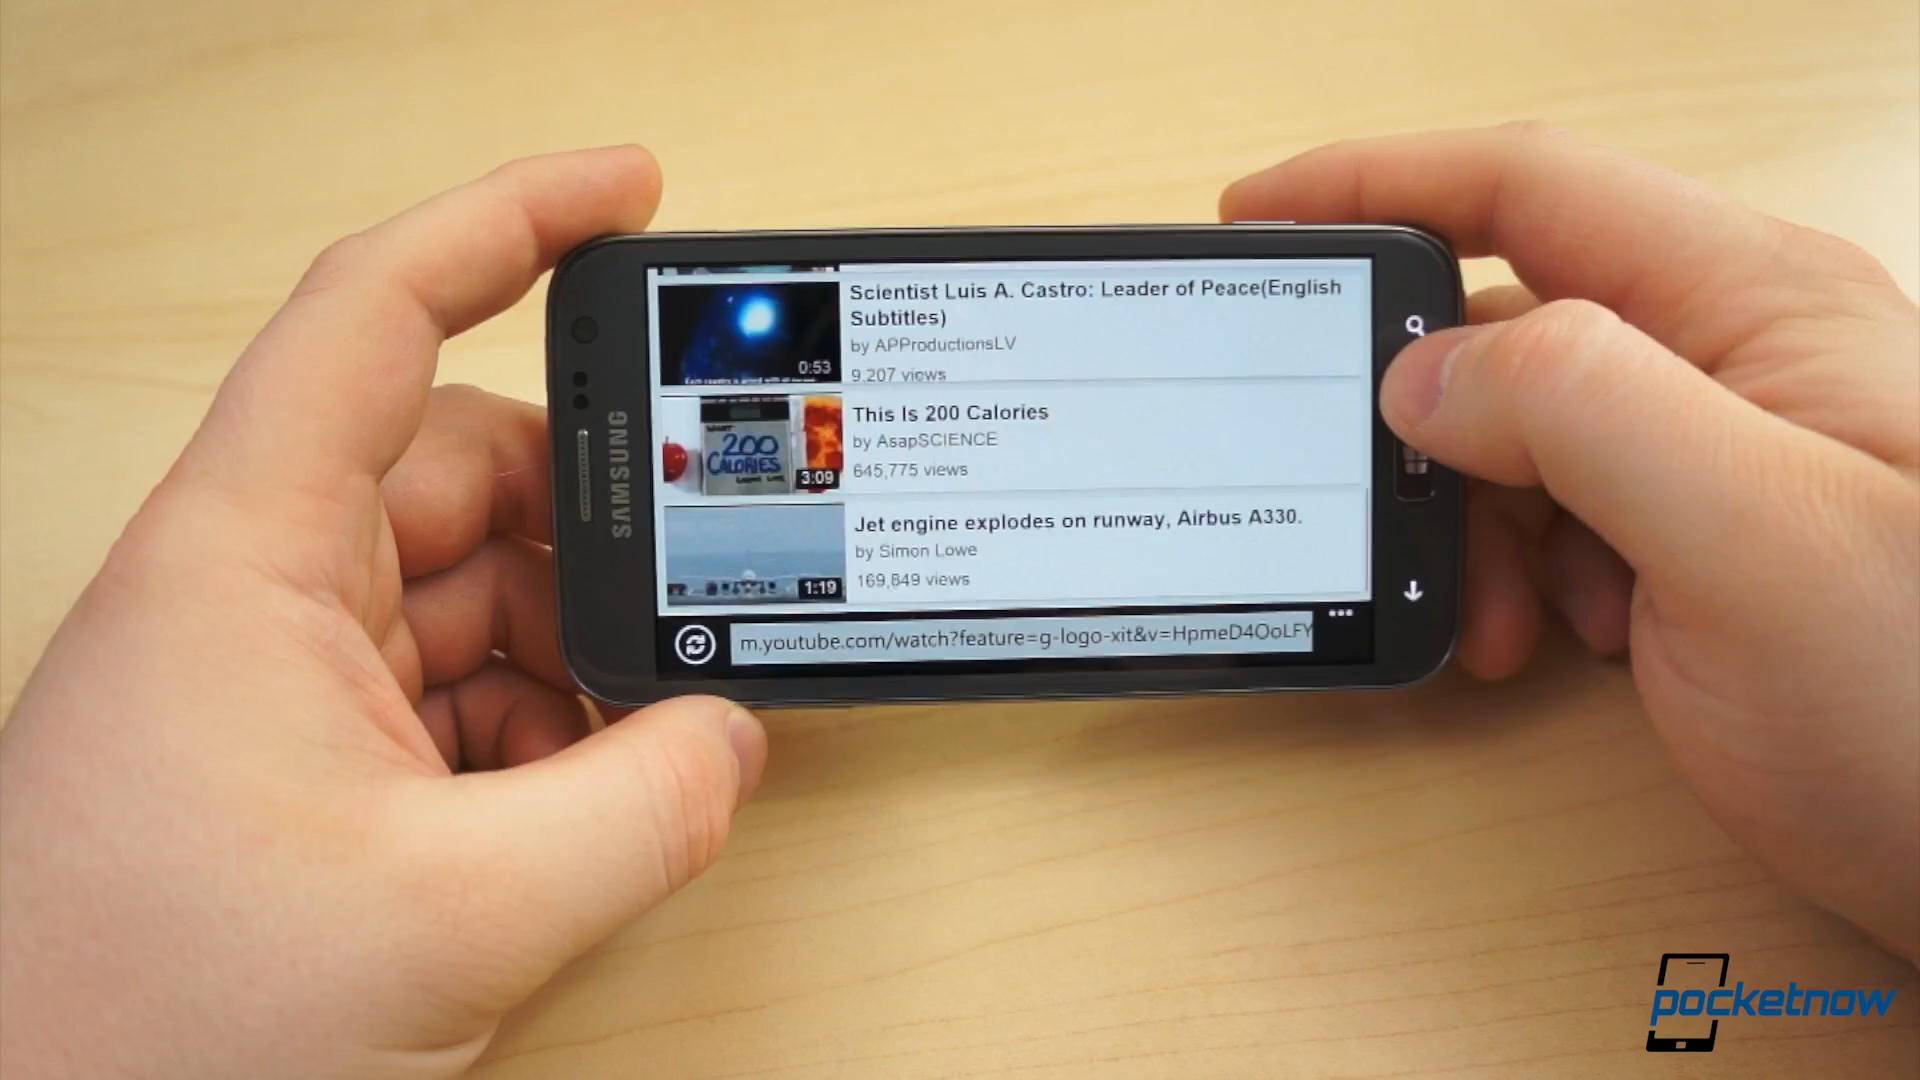 SAMSUNG
Scientist Luis A. Castro: Leader of Peace(English
Subtitles)
by APProductionsLV
9,207 views
0:53
This Is 200 Calories
by AsapSCIENCE
645,775 views
200
CALORIES
3:09
Jet engine explodes on runway, Airbus A330.
by Simon Lowe
169,849 views
1:19
m.youtube.com/watch?feature=g-logo-xit&v=HpmeD4OoLFY
pocketnow